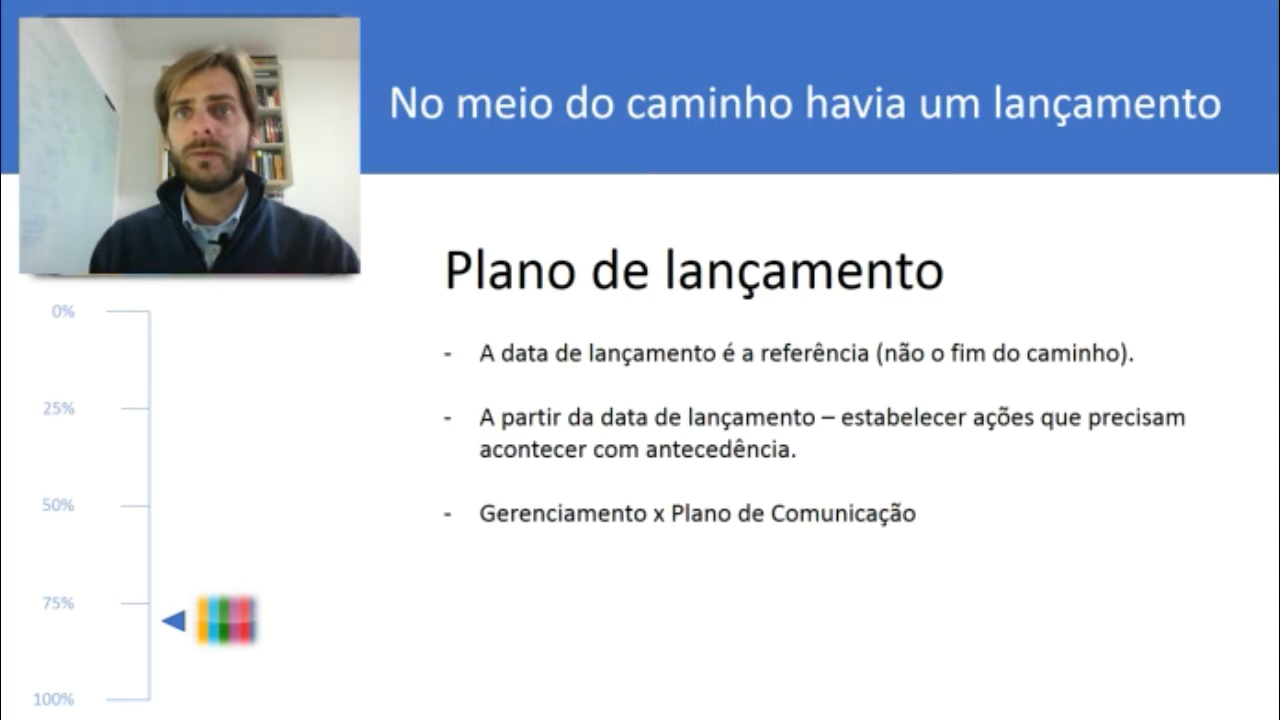 No meio do caminho havia um lançamento
Plano de lançamento
- A data de lançamento é a referência (não o fim do caminho).
- A partir da data de lançamento – estabelecer ações que precisam
acontecer com antecedência.
- Gerenciamento x Plano de Comunicação
0%
25%
50%
75%
100%